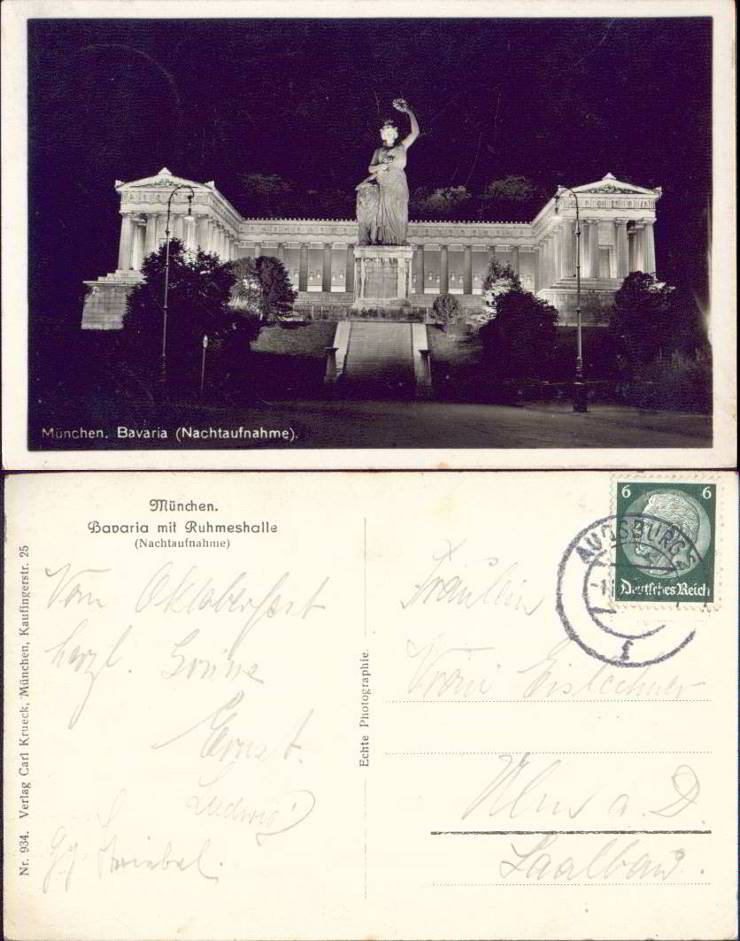 München. Bavaria (Nachtaufnahme).
München.
Bavaria mit Ruhmeshalle
(Nachtaufnahme)
Vom Oktoberfest
herzl. Grüsse
Ernst.
Ludwig
Nr. 934. Verlag Carl Krueck, München, Kaufingerstr. 25
Echte Photographie.
6 6
Deutsches Reich
AUGSBURG
Fräulein
Eislechner
Ulm a. D.
Saalbau.